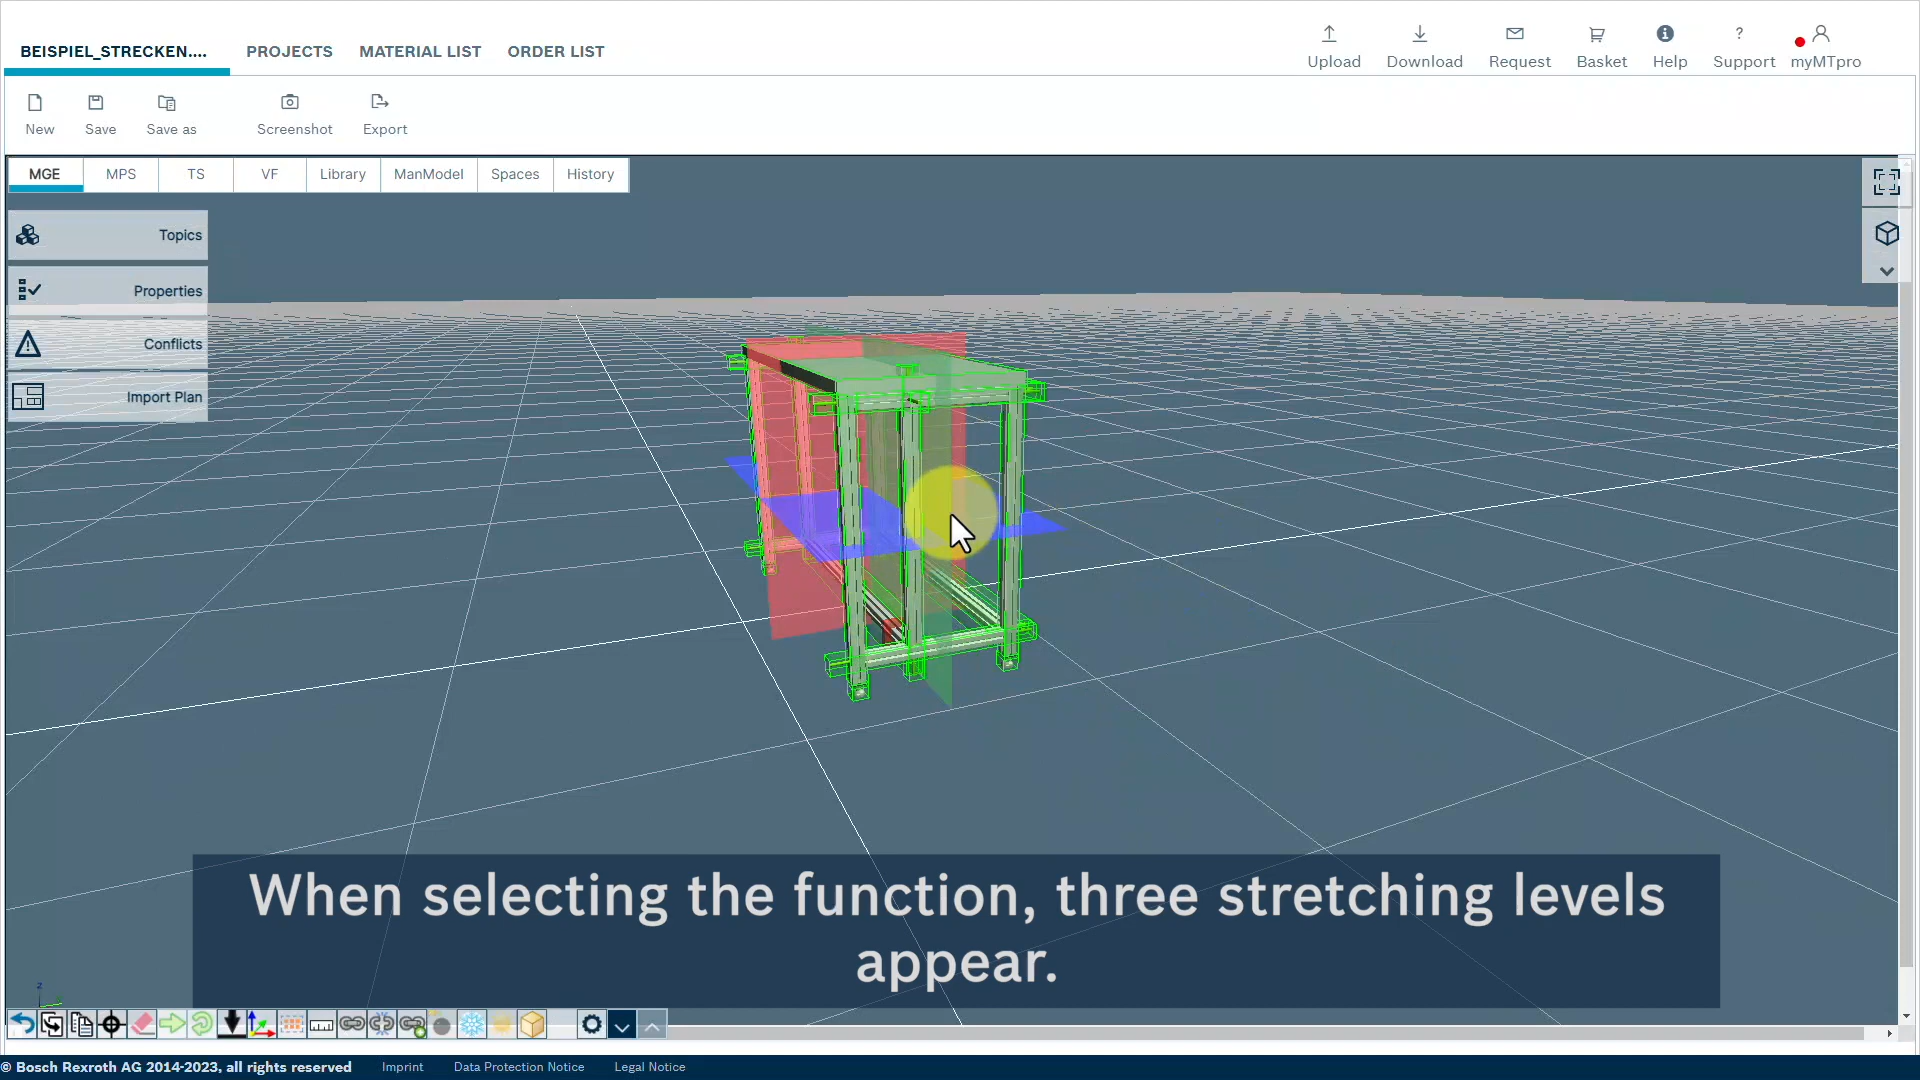 BEISPIEL_STRECKEN....
PROJECTS
MATERIAL LIST
ORDER LIST
Upload
Download
Request
Basket
Help
Support
myMTpro
New
Save
Save as
Screenshot
Export
MGE
MPS
TS
VF
Library
ManModel
Spaces
History
Topics
Properties
Conflicts
Import Plan
When selecting the function, three stretching levels
appear.
z
© Bosch Rexroth AG 2014-2023, all rights reserved
Imprint
Data Protection Notice
Legal Notice